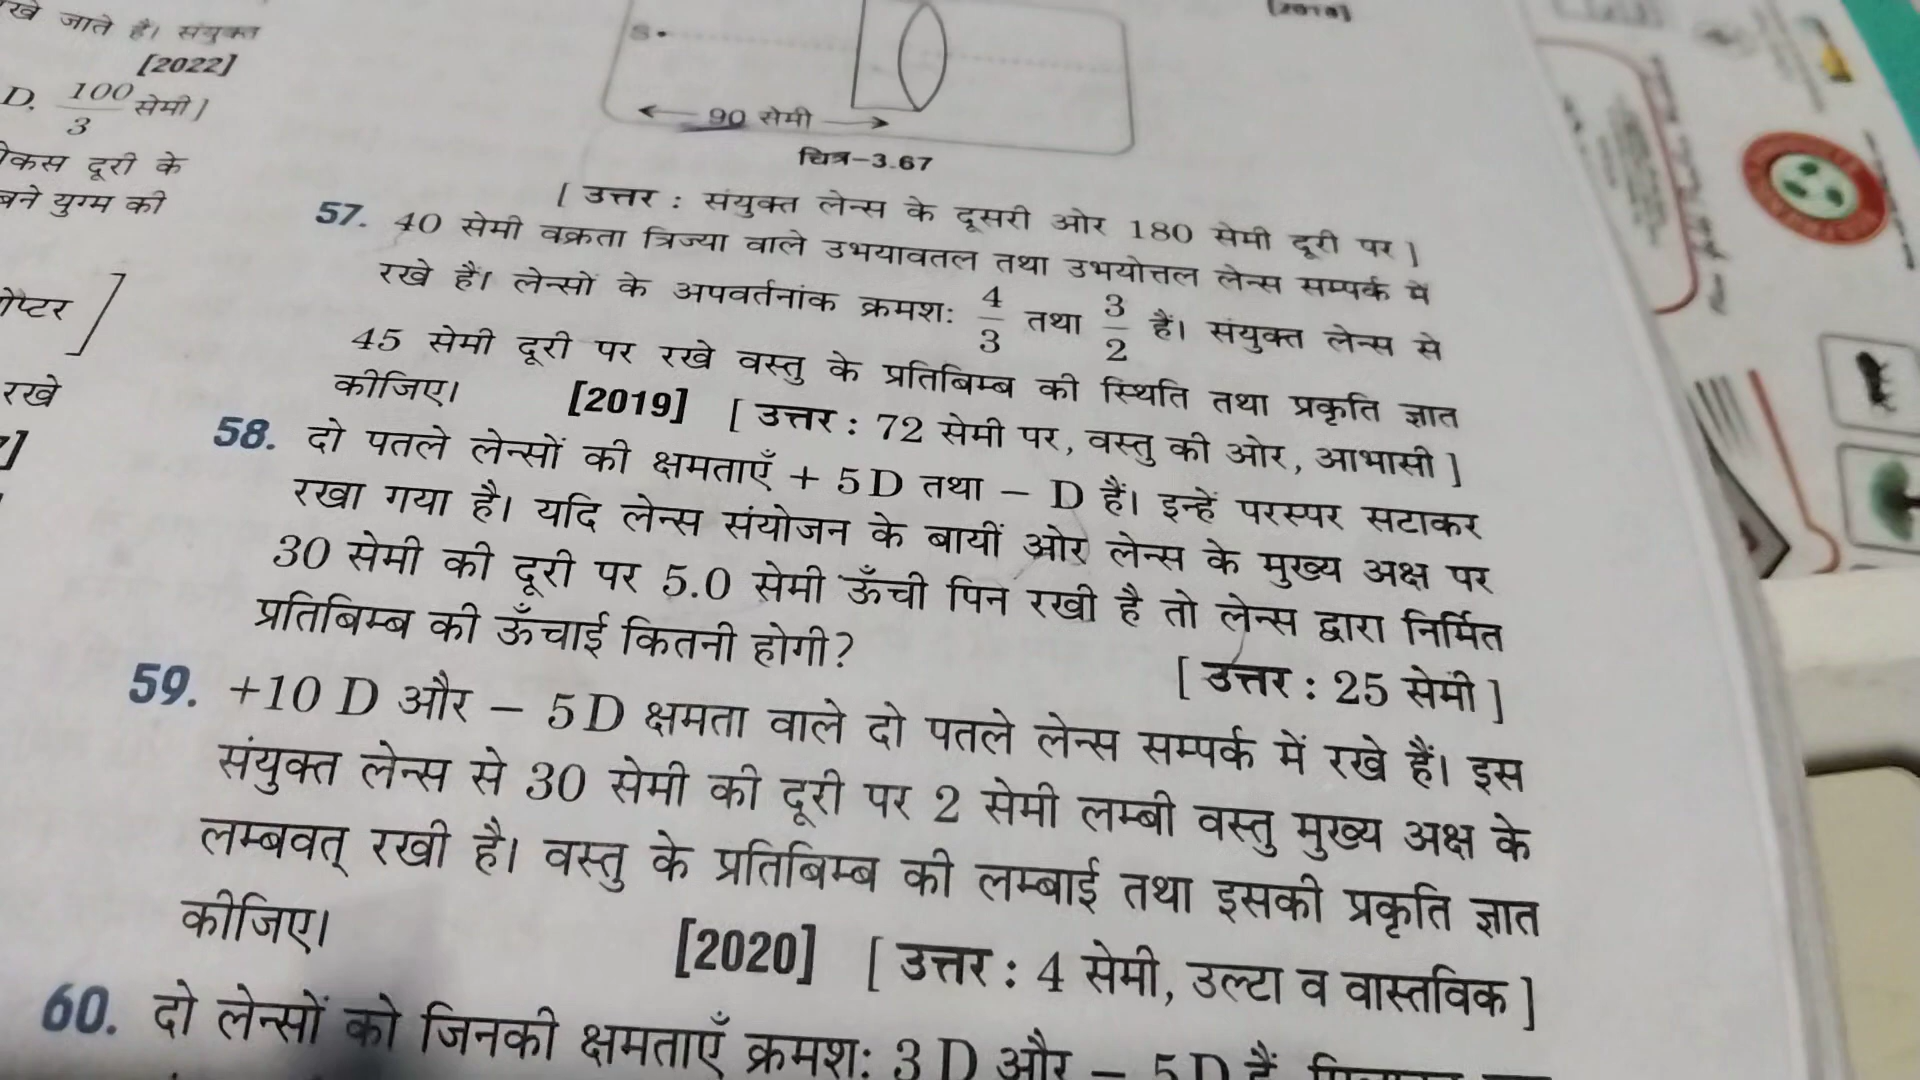 रखे जाते हैं। संयुक्त
[2022]
D, 100/3 सेमी]
फोकस दूरी के
बने युग्म की
रखे
S•
90 सेमी
चित्र-3.67
[ उत्तर : संयुक्त लेन्स के दूसरी ओर 180 सेमी दूरी पर ]
57. 40 सेमी वक्रता त्रिज्या वाले उभयावतल तथा उभयोत्तल लेन्स सम्पर्क में
रखे हैं। लेन्सों के अपवर्तनांक क्रमश: 4/3 तथा 3/2 हैं। संयुक्त लेन्स से
45 सेमी दूरी पर रखे वस्तु के प्रतिबिम्ब की स्थिति तथा प्रकृति ज्ञात
कीजिए। [2019] [ उत्तर : 72 सेमी पर, वस्तु की ओर, आभासी ]
58. दो पतले लेन्सों की क्षमताएँ + 5 D तथा – D हैं। इन्हें परस्पर सटाकर
रखा गया है। यदि लेन्स संयोजन के बायीं ओर लेन्स के मुख्य अक्ष पर
30 सेमी की दूरी पर 5.0 सेमी ऊँची पिन रखी है तो लेन्स द्वारा निर्मित
प्रतिबिम्ब की ऊँचाई कितनी होगी?
[ उत्तर : 25 सेमी ]
59. +10 D और – 5 D क्षमता वाले दो पतले लेन्स सम्पर्क में रखे हैं। इस
संयुक्त लेन्स से 30 सेमी की दूरी पर 2 सेमी लम्बी वस्तु मुख्य अक्ष के
लम्बवत् रखी है। वस्तु के प्रतिबिम्ब की लम्बाई तथा इसकी प्रकृति ज्ञात
कीजिए। [2020] [ उत्तर : 4 सेमी, उल्टा व वास्तविक ]
60. दो लेन्सों को जिनकी क्षमताएँ क्रमश: 3 D और – 5 D हैं